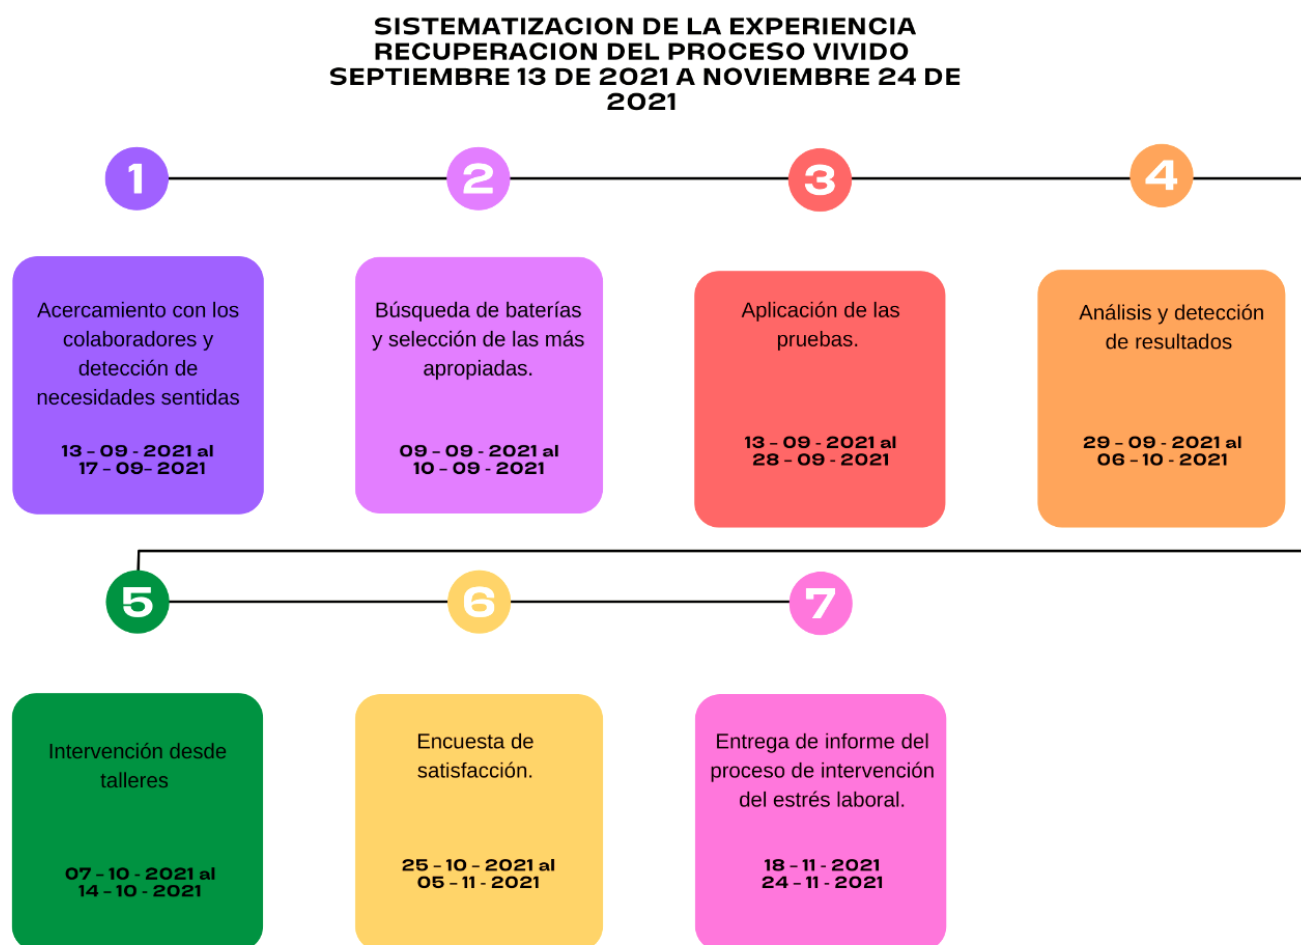 SISTEMATIZACION DE LA EXPERIENCIA
RECUPERACION DEL PROCESO VIVIDO
SEPTIEMBRE 13 DE 2021 A NOVIEMBRE 24 DE
2021
1
2
3
4
Acercamiento con los
colaboradores y
detección de
necesidades sentidas
13 – 09 - 2021 al
17 – 09– 2021
Búsqueda de baterías
y selección de las más
apropiadas.
09 – 09 - 2021 al
10 – 09 - 2021
Aplicación de las
pruebas.
13 – 09 - 2021 al
28 – 09 - 2021
Análisis y detección
de resultados
29 – 09 - 2021 al
06 – 10 - 2021
5
6
7
Intervención desde
talleres
07 – 10 - 2021 al
14 – 10 - 2021
Encuesta de
satisfacción.
25 – 10 – 2021 al
05 – 11 - 2021
Entrega de informe del
proceso de intervención
del estrés laboral.
18 – 11 - 2021
24 – 11 - 2021